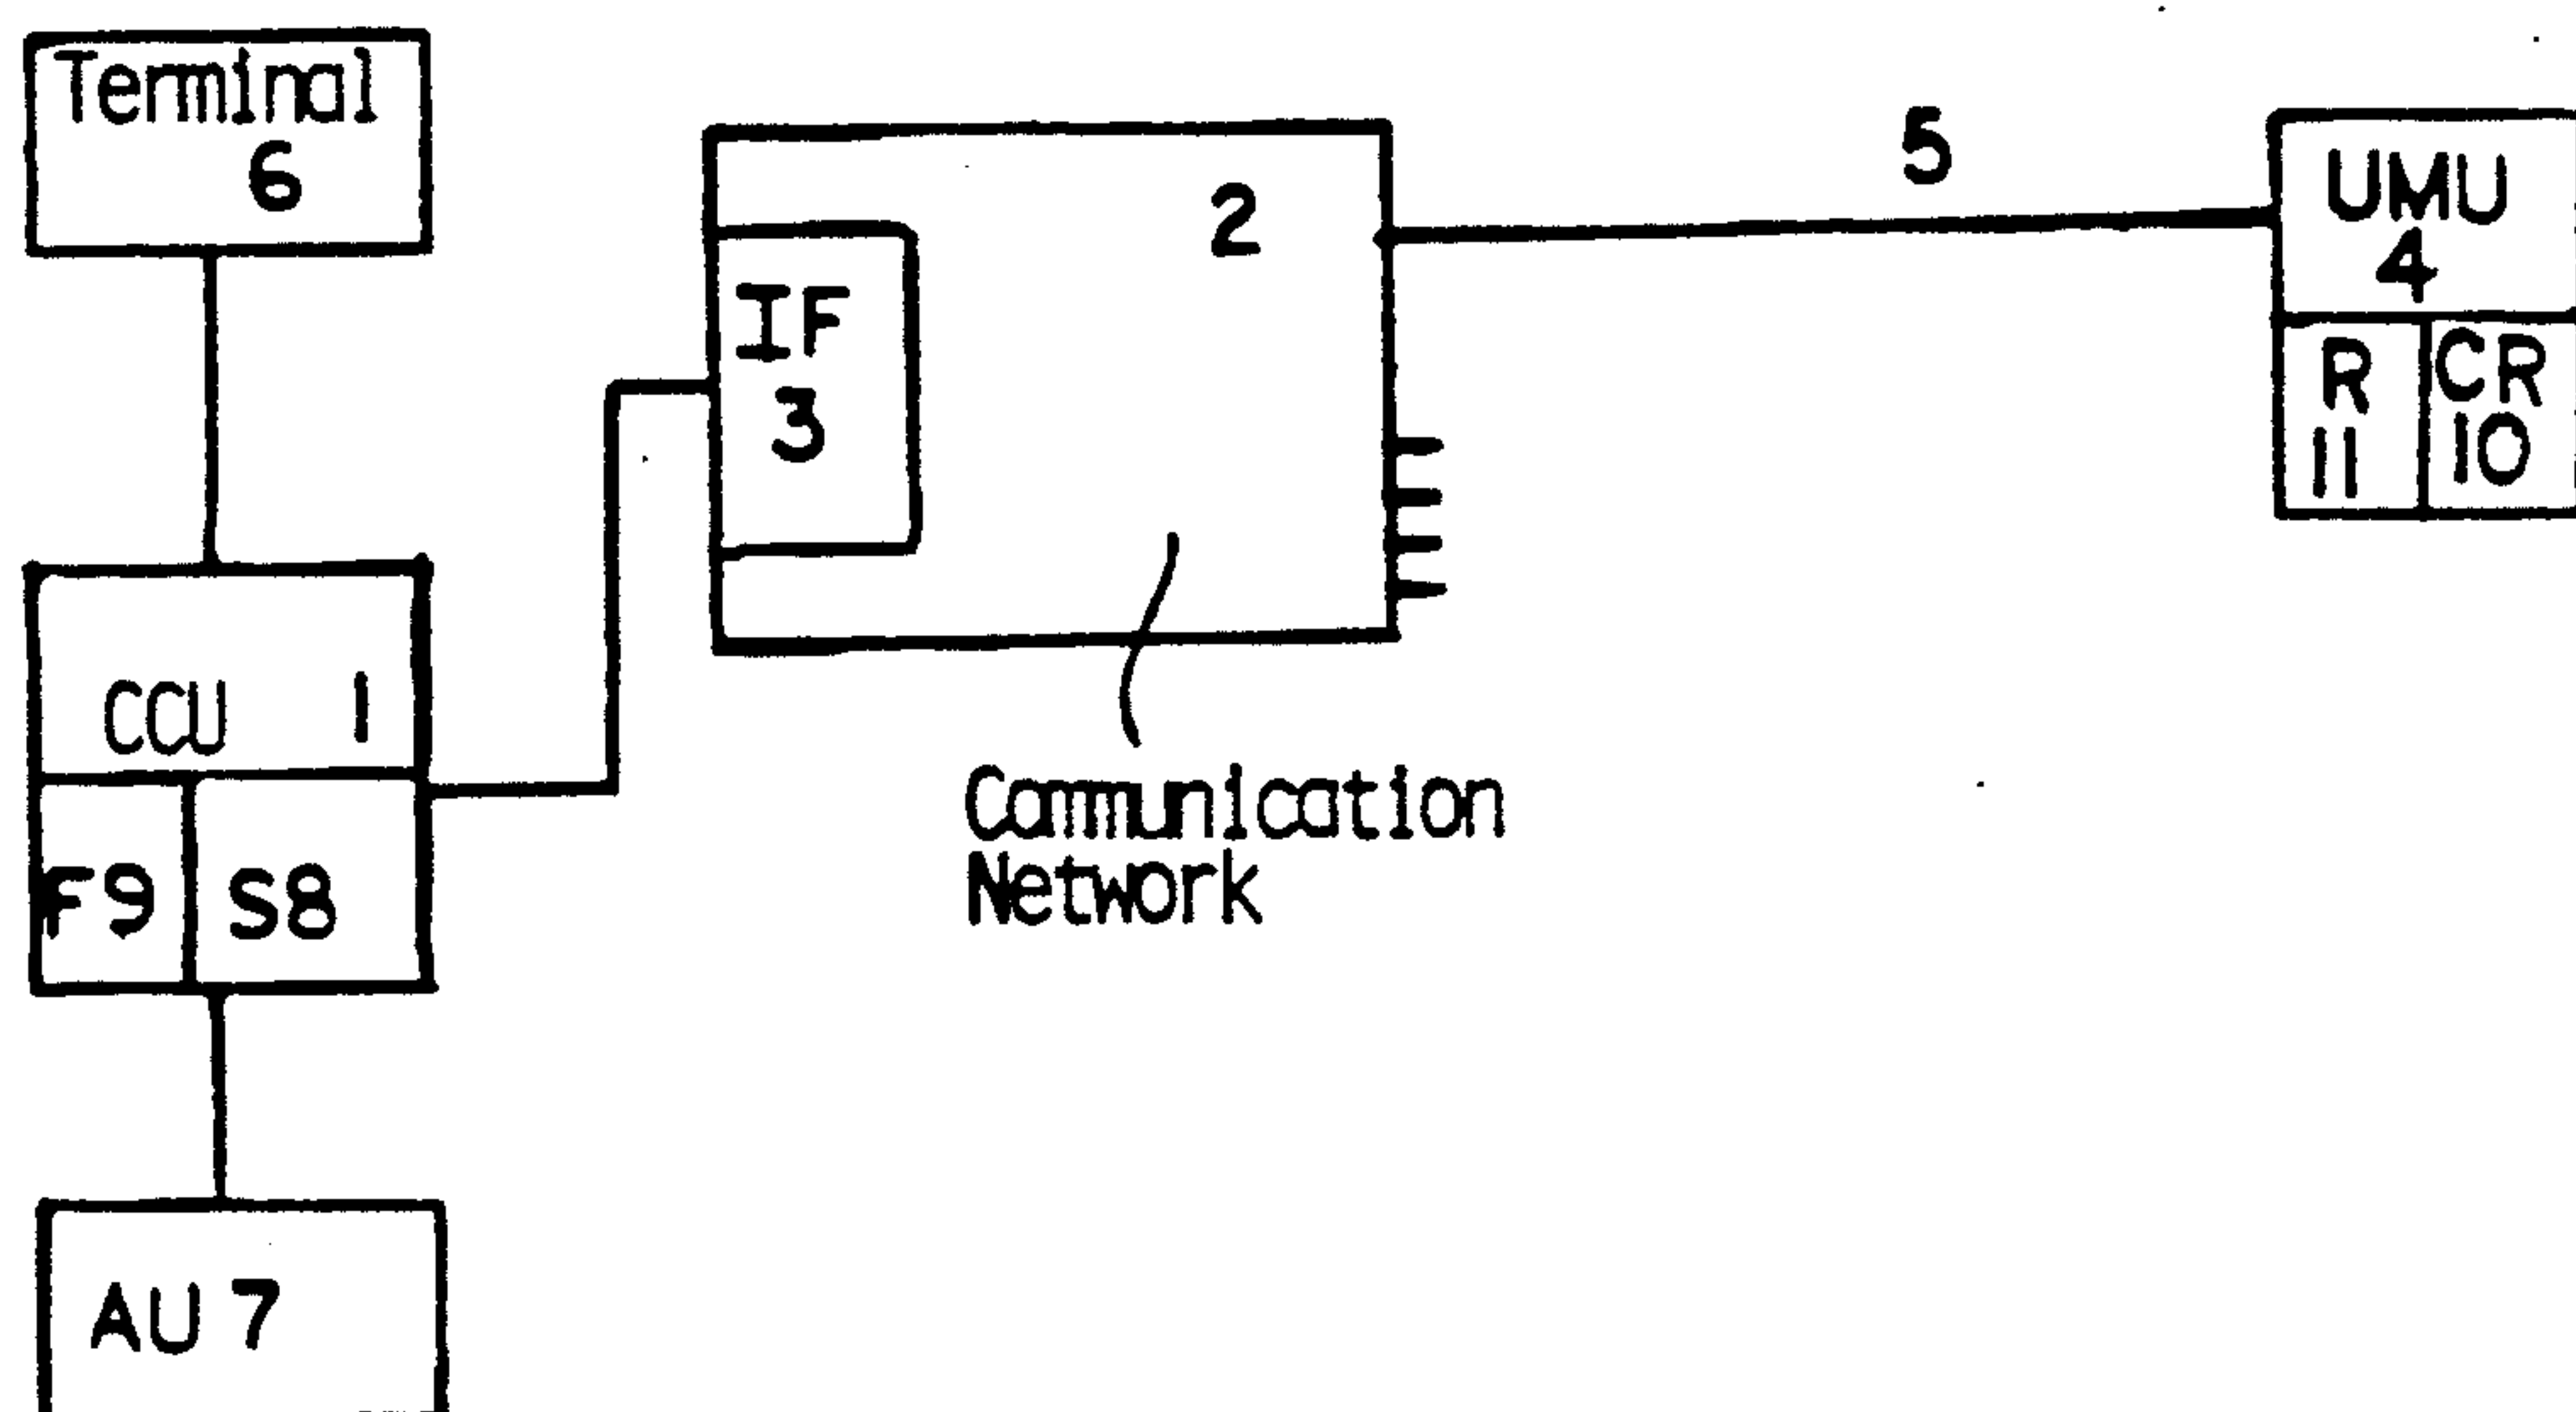 Terminal
6
5
UMU
4
2
IF
3
R
11
CR
10
CCU 1
F9
S8
Communication
Network
AU 7